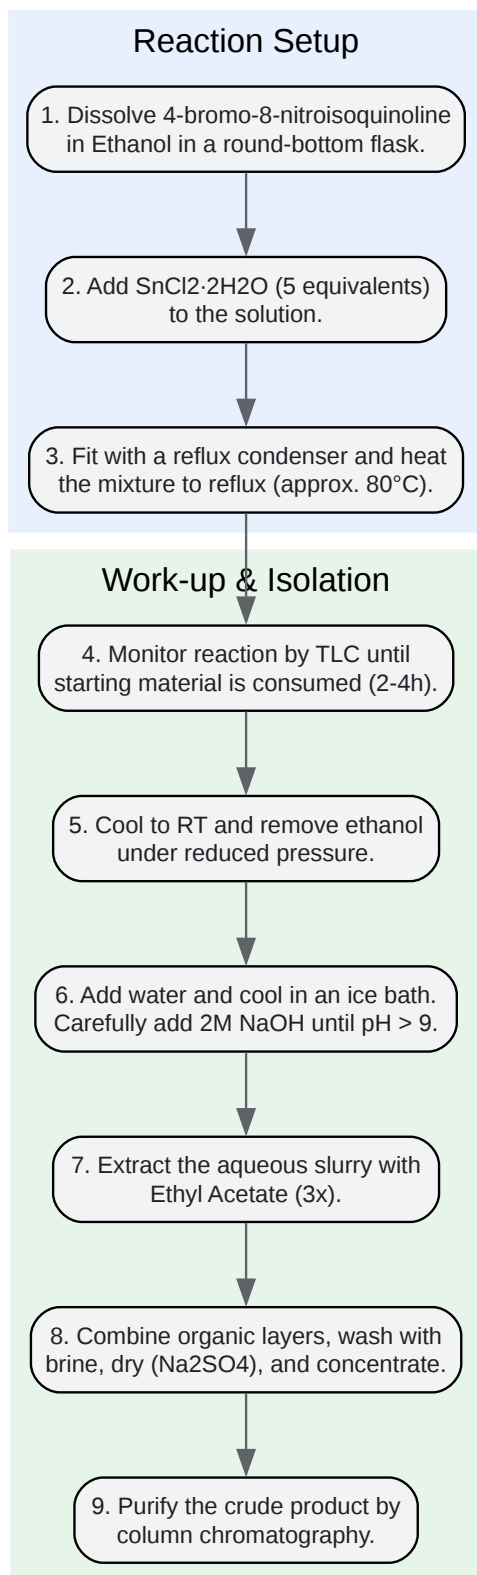 Reaction Setup
1. Dissolve 4-bromo-8-nitroisoquinoline
in Ethanol in a round-bottom flask.
2. Add SnCl2·2H2O (5 equivalents)
to the solution.
3. Fit with a reflux condenser and heat
the mixture to reflux (approx. 80°C).
Work-up & Isolation
4. Monitor reaction by TLC until
starting material is consumed (2-4h).
5. Cool to RT and remove ethanol
under reduced pressure.
6. Add water and cool in an ice bath.
Carefully add 2M NaOH until pH > 9.
7. Extract the aqueous slurry with
Ethyl Acetate (3x).
8. Combine organic layers, wash with
brine, dry (Na2SO4), and concentrate.
9. Purify the crude product by
column chromatography.